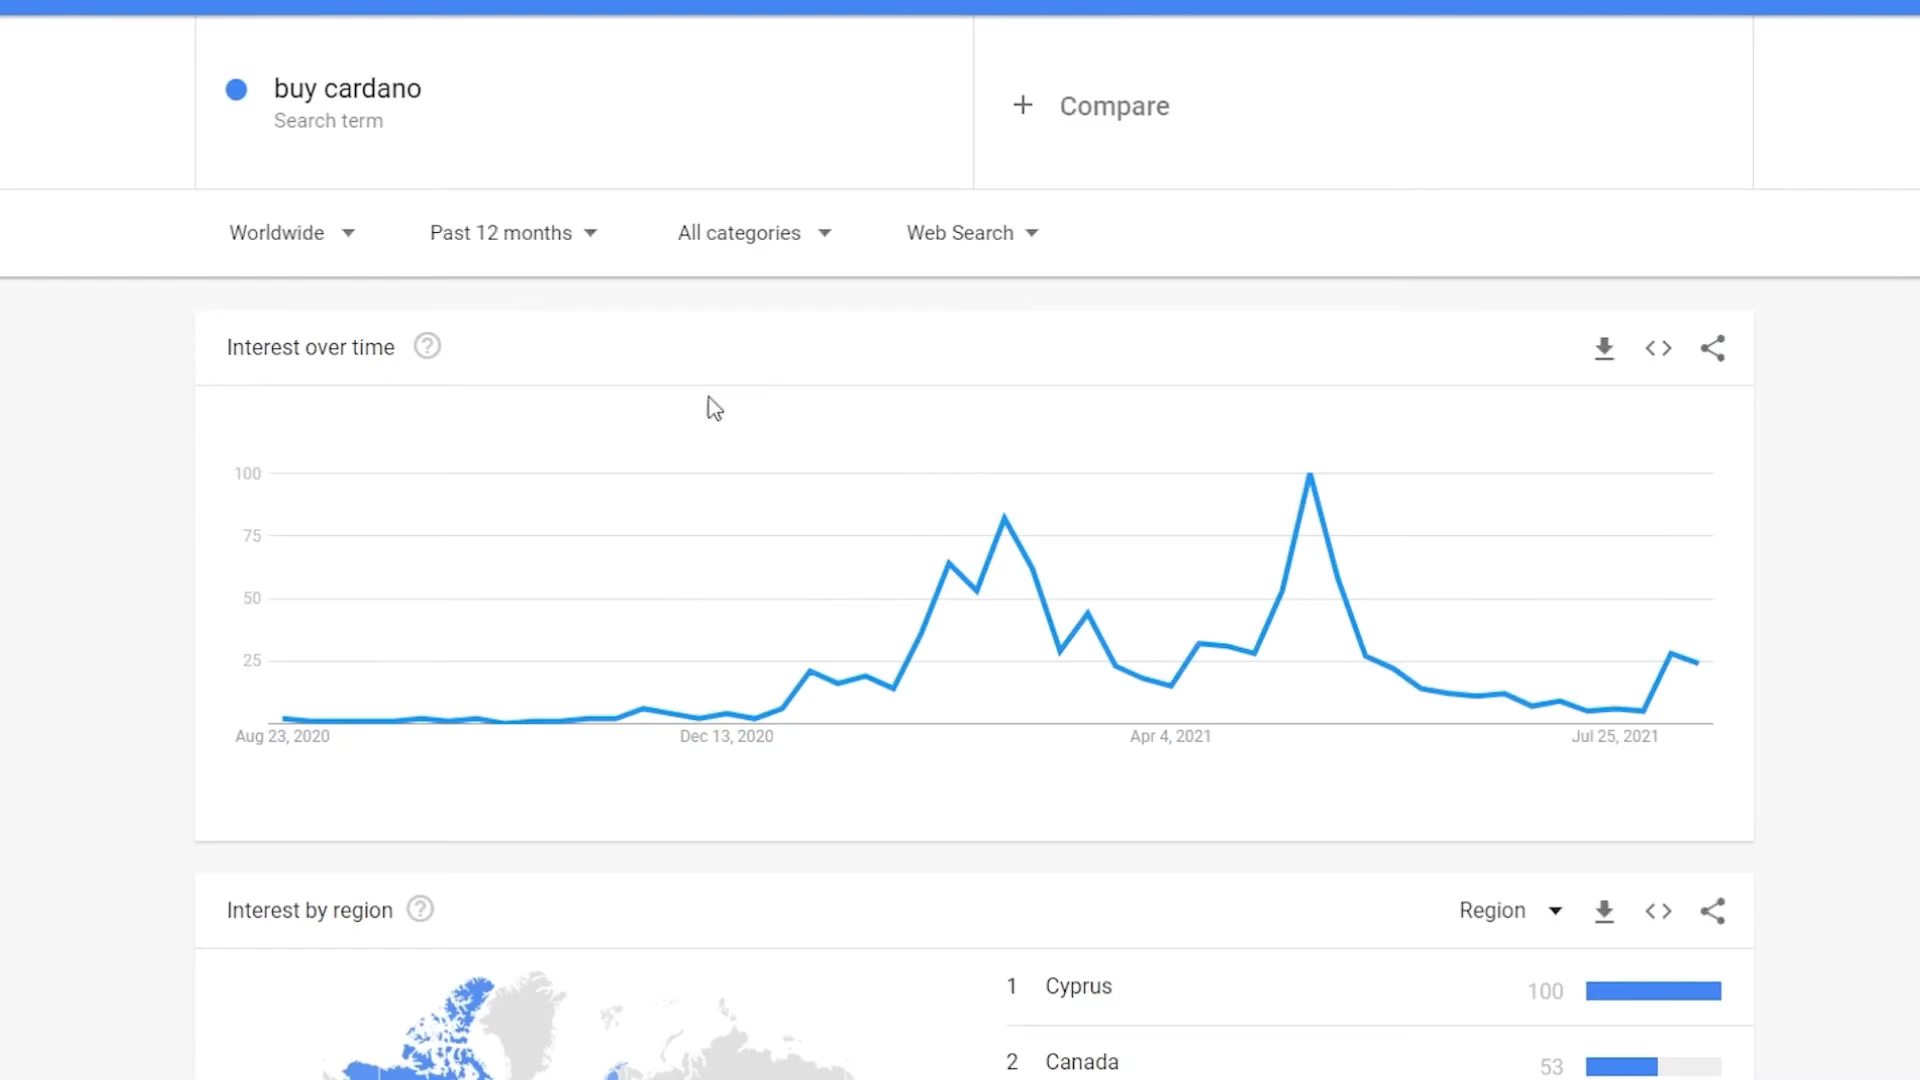 buy cardano
Search term
+ Compare
Worldwide
Past 12 months
All categories
Web Search
Interest over time ?
100
75
50
25
Aug 23, 2020
Dec 13, 2020
Apr 4, 2021
Jul 25, 2021
Interest by region ?
Region
1 Cyprus 100
2 Canada 53